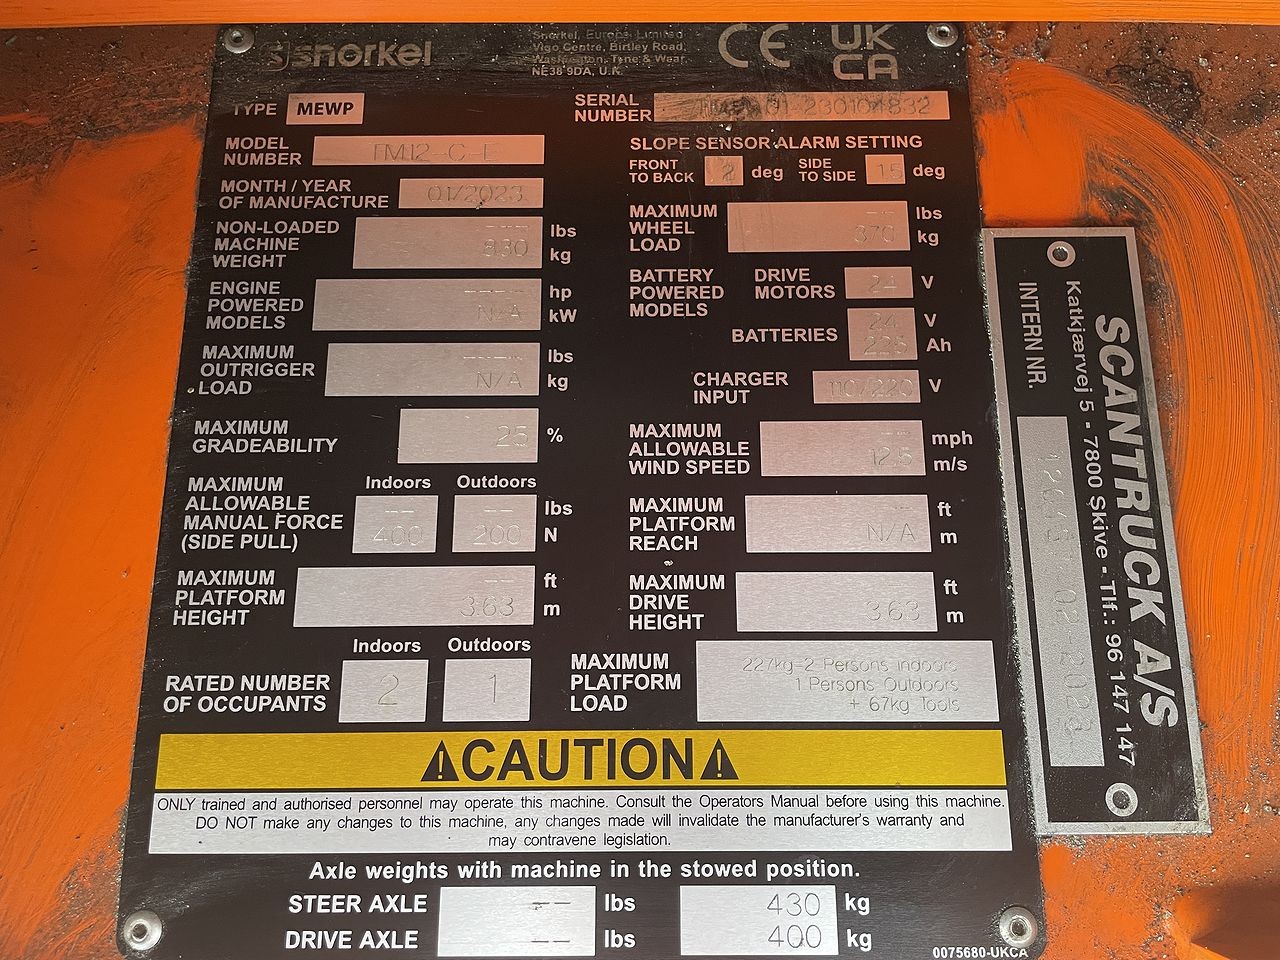 snorkel
Snorkel, Europe Limited
Vigo Centre, Birtley Road,
Washington, Tyne & Wear,
NE38 9DA, U.K.
CE
UK
CA
TYPE MEWP
SERIAL
NUMBER 01-230104832
MODEL
NUMBER TM12-C-E
SLOPE SENSOR ALARM SETTING
FRONT
TO BACK 2 deg
SIDE
TO SIDE 15 deg
MONTH / YEAR
OF MANUFACTURE 01/2023
NON-LOADED
MACHINE
WEIGHT
--- lbs
830 kg
MAXIMUM
WHEEL
LOAD
-- lbs
370 kg
ENGINE
POWERED
MODELS
---- hp
N/A kW
BATTERY
POWERED
MODELS
DRIVE
MOTORS 24 V
BATTERIES
24 V
225 Ah
MAXIMUM
OUTRIGGER
LOAD
---- lbs
N/A kg
CHARGER
INPUT 110/220 V
MAXIMUM
GRADEABILITY 25 %
MAXIMUM
ALLOWABLE
WIND SPEED
-- mph
12.5 m/s
MAXIMUM
ALLOWABLE
MANUAL FORCE
(SIDE PULL)
Indoors Outdoors
-- -- lbs
400 200 N
MAXIMUM
PLATFORM
REACH
-- ft
N/A m
MAXIMUM
PLATFORM
HEIGHT
-- ft
3.63 m
MAXIMUM
DRIVE
HEIGHT
-- ft
3.63 m
Indoors Outdoors
RATED NUMBER
OF OCCUPANTS
2 1
MAXIMUM
PLATFORM
LOAD
227kg-2 Persons Indoors
1 Persons Outdoors
+ 67kg Tools
CAUTION
ONLY trained and authorised personnel may operate this machine. Consult the Operators Manual before using this machine.
DO NOT make any changes to this machine, any changes made will invalidate the manufacturer's warranty and
may contravene legislation.
Axle weights with machine in the stowed position.
STEER AXLE -- lbs 430 kg
DRIVE AXLE -- lbs 400 kg
0075680-UKCA
SCANTRUCK A/S
Katkjærvej 5 - 7800 Skive - Tlf.: 96 147 147
INTERN NR.
02-2023